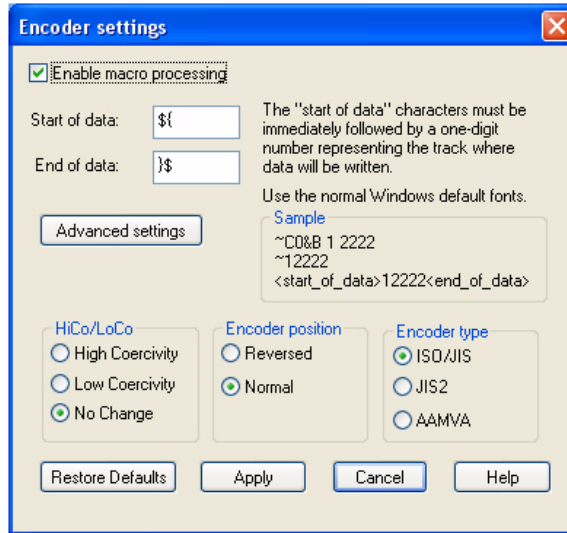 Encoder settings
Enable macro processing
Start of data: ${
End of data: }$
The "start of data" characters must be
immediately followed by a one-digit
number representing the track where
data will be written.
Use the normal Windows default fonts.
Advanced settings
Sample
~C0&B 1 2222
~12222
<start_of_data>12222<end_of_data>
HiCo/LoCo
High Coercivity
Low Coercivity
No Change
Encoder position
Reversed
Normal
Encoder type
ISO/JIS
JIS2
AAMVA
Restore Defaults
Apply
Cancel
Help